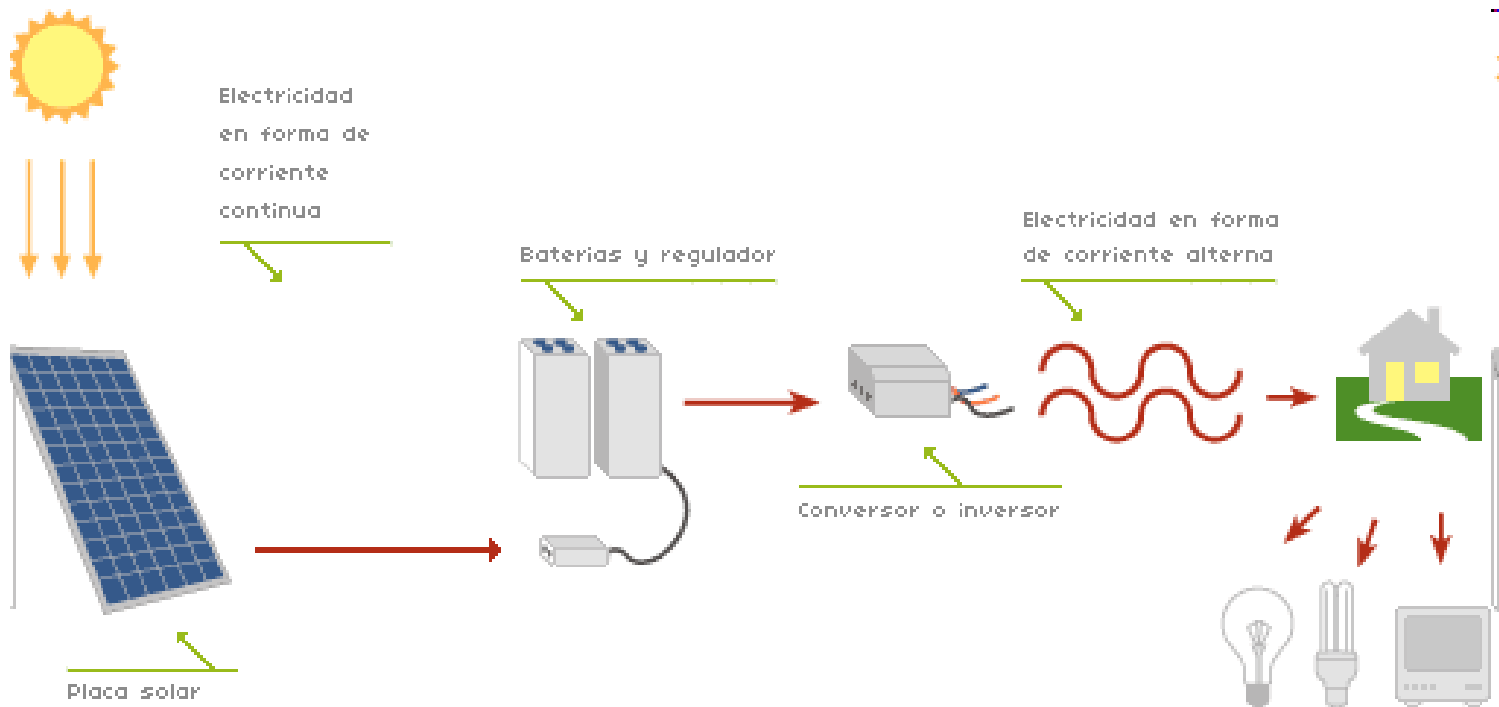 Electricidad
en forma de
corriente
continua
Baterias y regulador
Electricidad en forma
de corriente alterna
Conversor o inversor
Placa solar